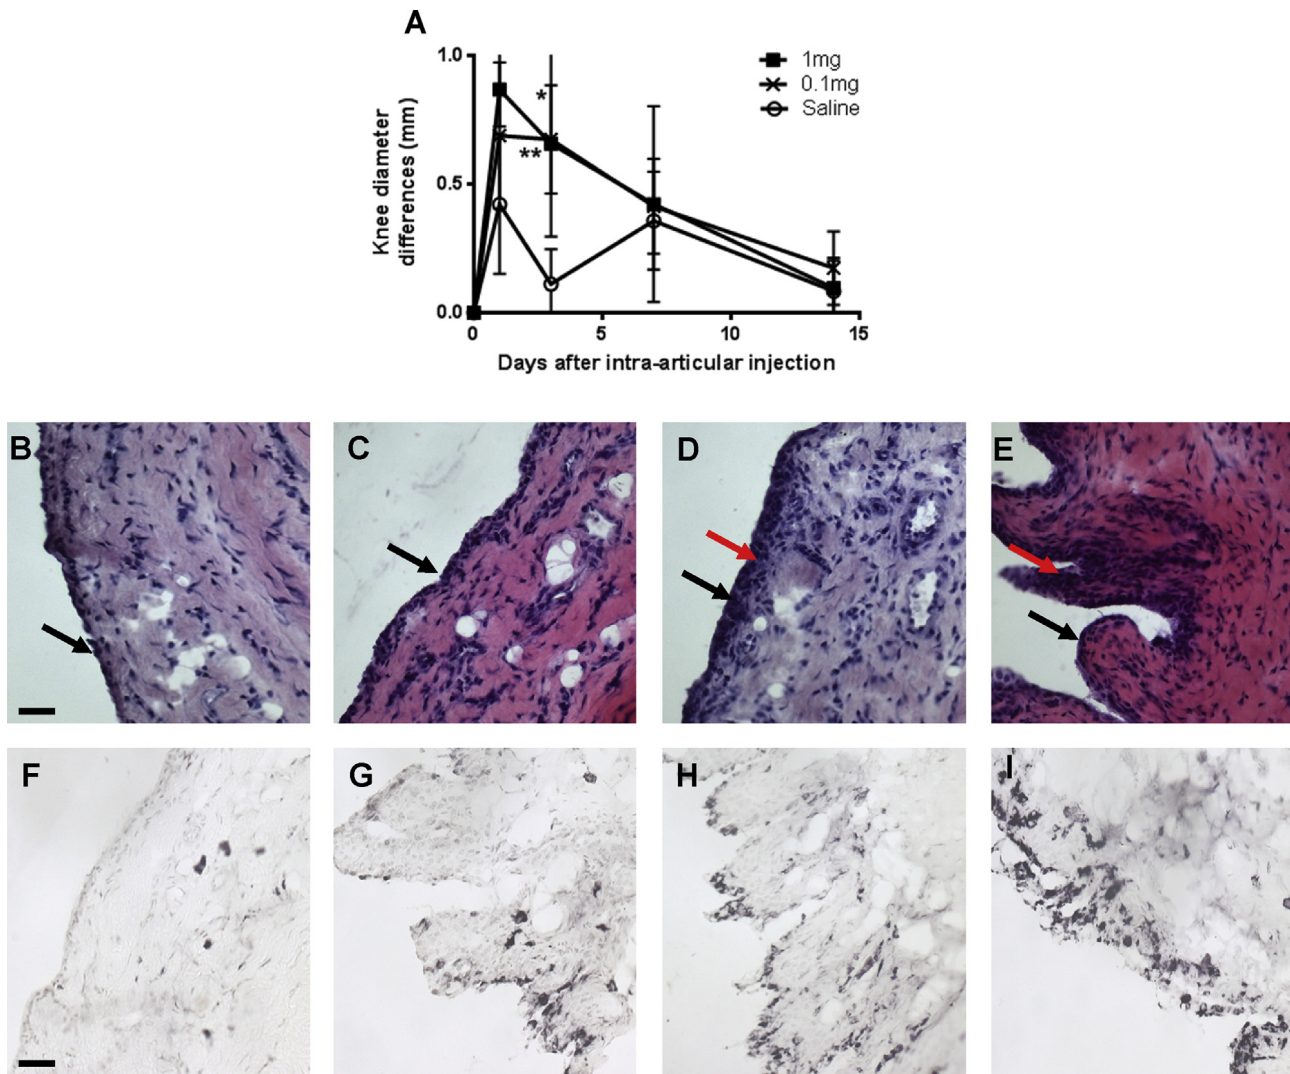 A
1.0
0.5
0.0
Knee diameter
differences (mm)
1mg
0.1mg
Saline
*
**
0
5
10
15
Days after intra-articular injection
B
C
D
E
F
G
H
I